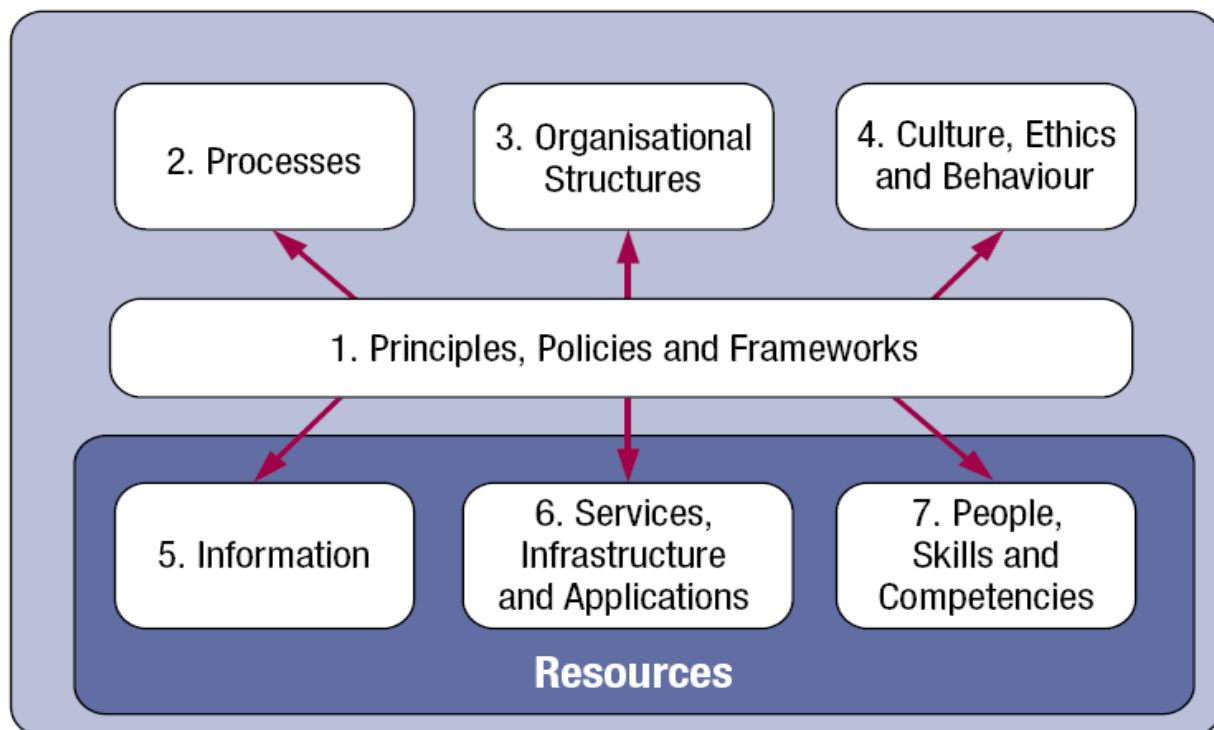 2. Processes
3. Organisational
Structures
4. Culture, Ethics
and Behaviour
1. Principles, Policies and Frameworks
5. Information
6. Services,
Infrastructure
and Applications
7. People,
Skills and
Competencies
Resources